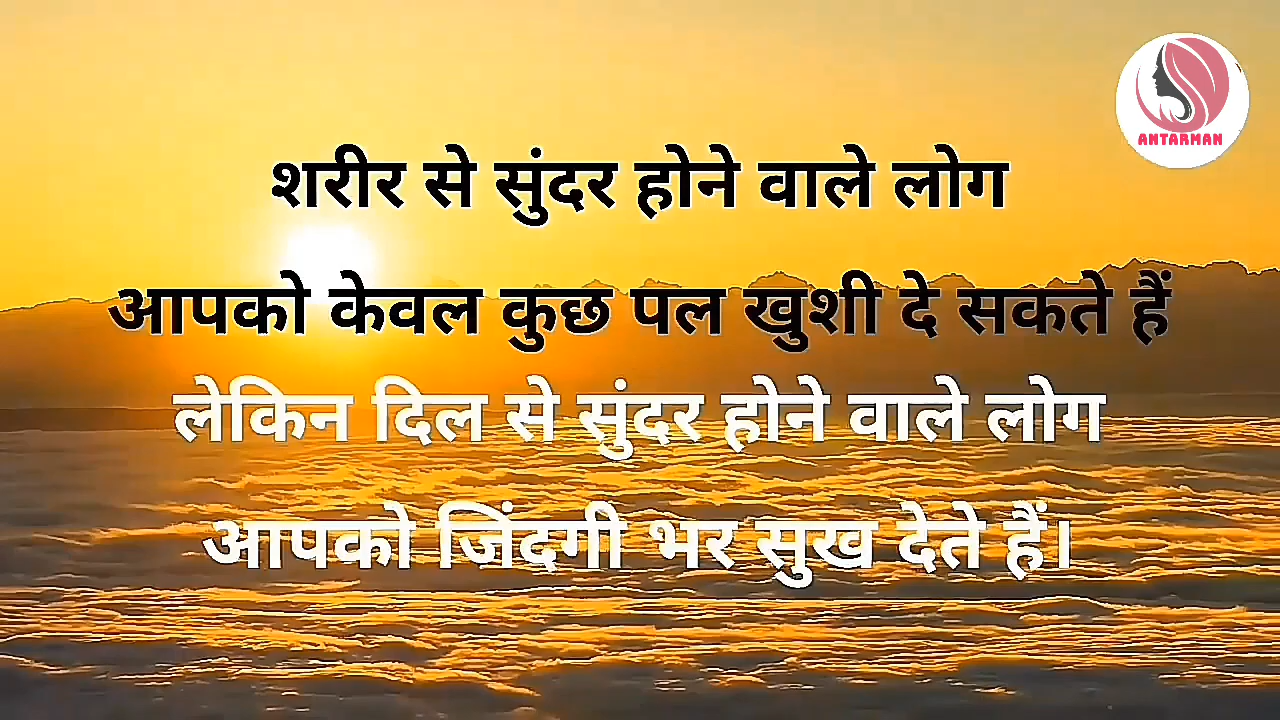 ANTARMAN
शरीर से सुंदर होने वाले लोग
आपको केवल कुछ पल खुशी दे सकते हैं
लेकिन दिल से सुंदर होने वाले लोग
आपको जिंदगी भर सुख देते हैं।